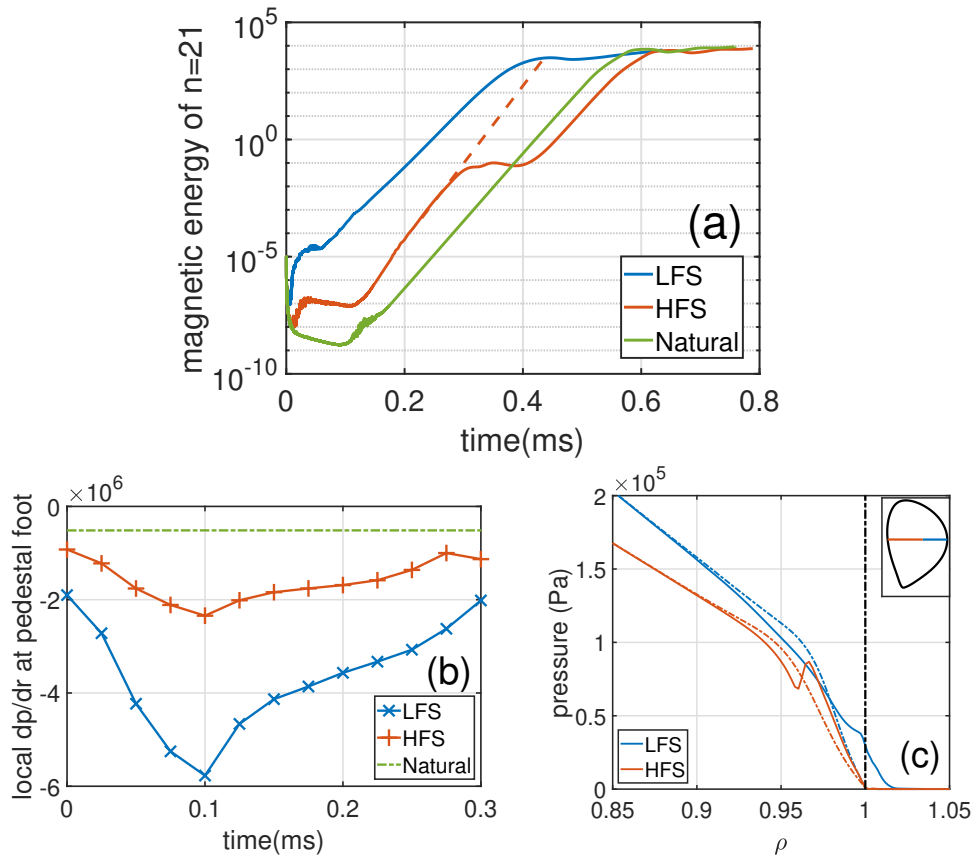 magnetic energy of n=21
10^5
10^0
10^-5
10^-10
0 0.2 0.4 0.6 0.8
time(ms)
(a)
LFS
HFS
Natural
×10^6
local dp/dr at pedestal foot
0
-2
-4
-6
0 0.1 0.2 0.3
time(ms)
(b)
LFS
HFS
Natural
×10^5
pressure (Pa)
2
1.5
1
0.5
0
0.85 0.9 0.95 1 1.05
ρ
(c)
LFS
HFS